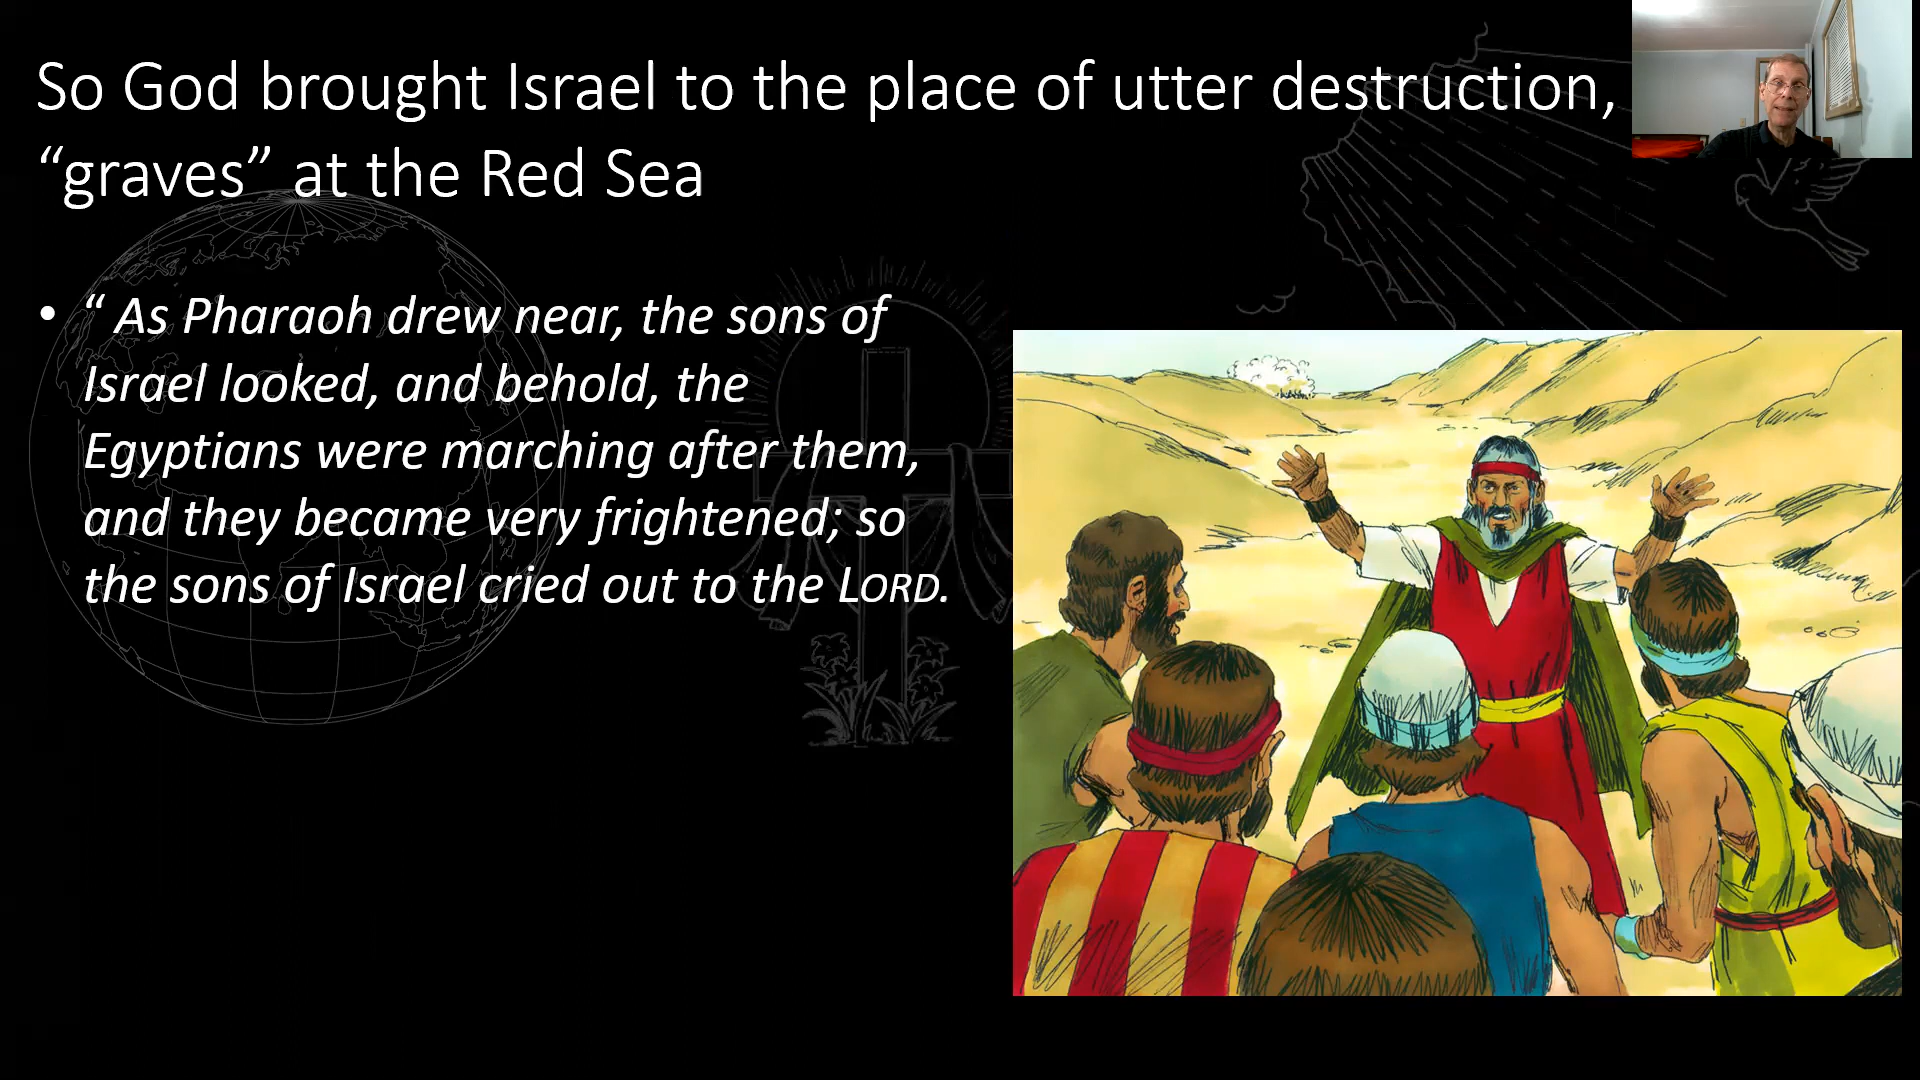 So God brought Israel to the place of utter destruction,
“graves” at the Red Sea
• “ As Pharaoh drew near, the sons of
Israel looked, and behold, the
Egyptians were marching after them,
and they became very frightened; so
the sons of Israel cried out to the LORD.